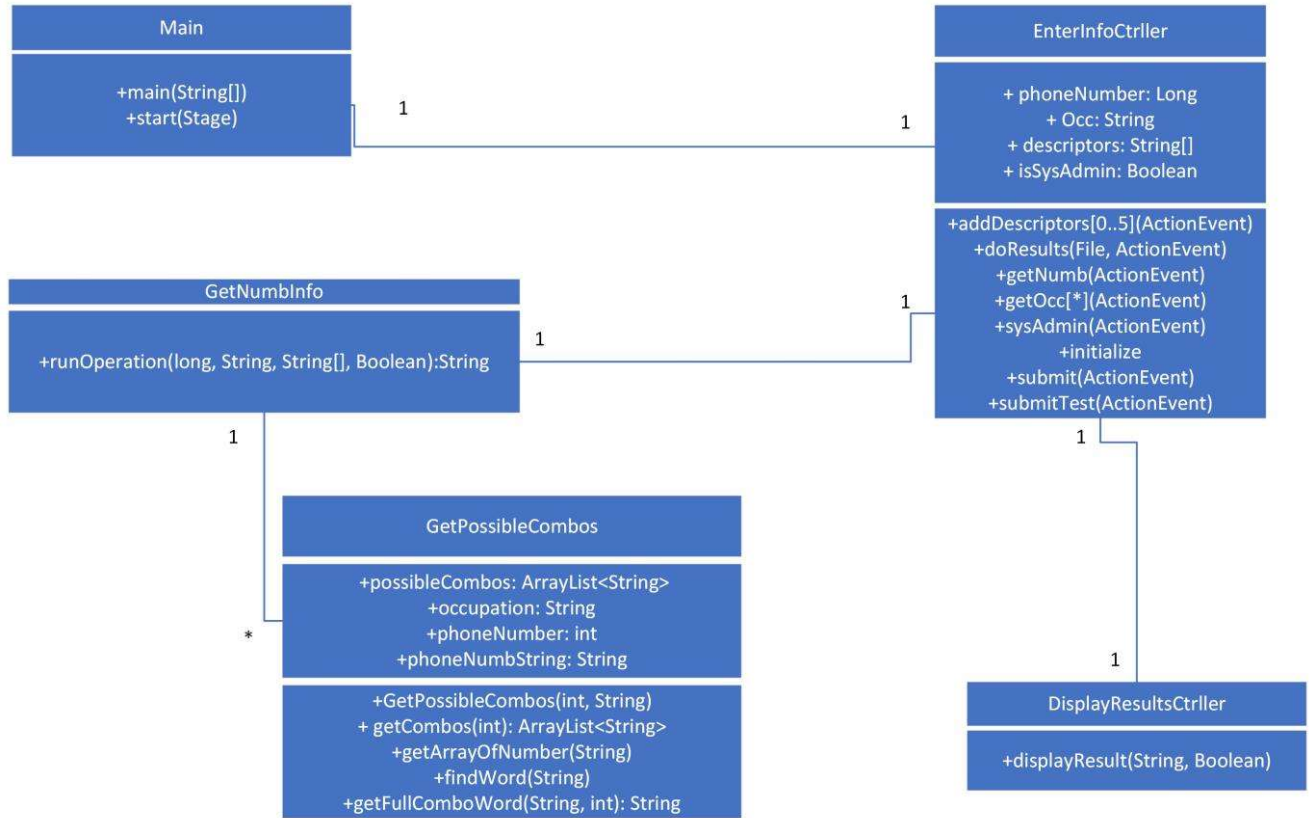 Main
+main(String[])
+start(Stage)
1
1
EnterInfoCtrller
+ phoneNumber: Long
+ Occ: String
+ descriptors: String[]
+ isSysAdmin: Boolean
+addDescriptors[0..5](ActionEvent)
+doResults(File, ActionEvent)
+getNumb(ActionEvent)
+getOcc[*](ActionEvent)
+sysAdmin(ActionEvent)
+initialize
+submit(ActionEvent)
+submitTest(ActionEvent)
GetNumbInfo
+runOperation(long, String, String[], Boolean):String
1
1
1
*
GetPossibleCombos
+possibleCombos: ArrayList<String>
+occupation: String
+phoneNumber: int
+phoneNumbString: String
+GetPossibleCombos(int, String)
+ getCombos(int): ArrayList<String>
+getArrayOfNumber(String)
+findWord(String)
+getFullComboWord(String, int): String
1
1
DisplayResultsCtrller
+displayResult(String, Boolean)